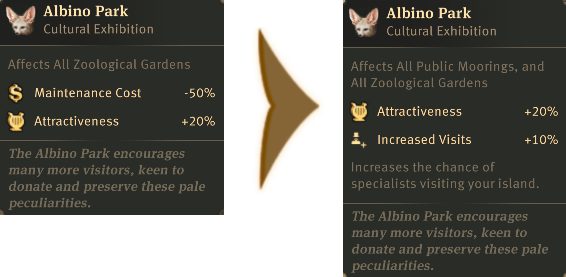 Albino Park
Cultural Exhibition
Affects All Zoological Gardens
Maintenance Cost -50%
Attractiveness +20%
The Albino Park encourages
many more visitors, keen to
donate and preserve these pale
peculiarities.
Albino Park
Cultural Exhibition
Affects All Public Moorings, and
All Zoological Gardens
Attractiveness +20%
Increased Visits +10%
Increases the chance of
specialists visiting your island.
The Albino Park encourages
many more visitors, keen to
donate and preserve these pale
peculiarities.